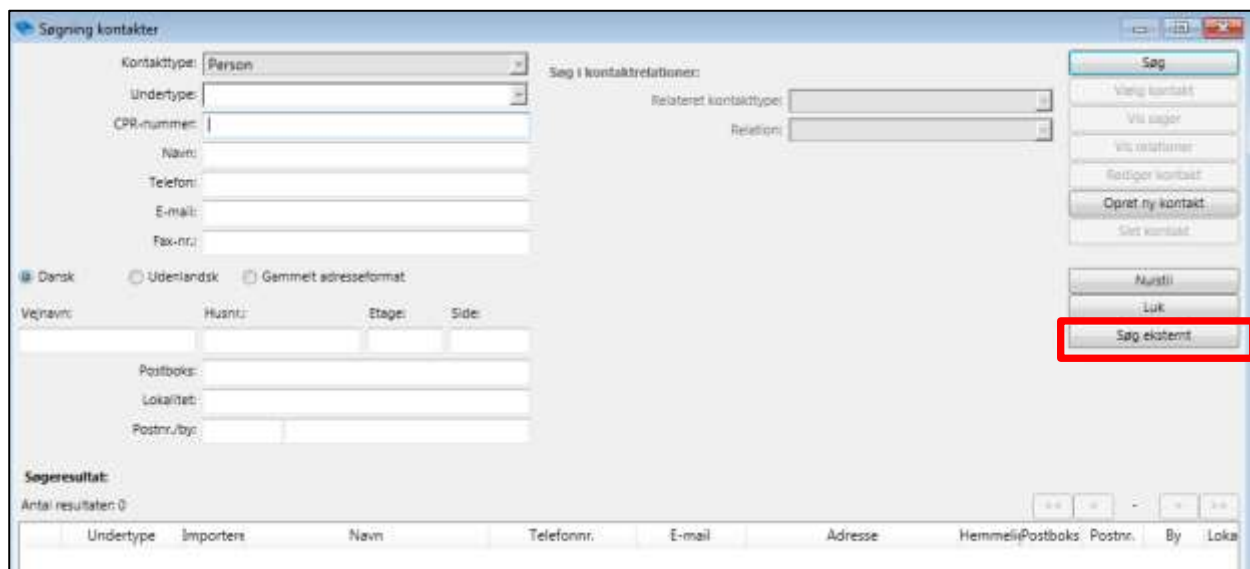 Søgning kontakter
Kontakttype: Person
Undertype:
CPR-nummer:
Navn:
Telefon:
E-mail:
Fax-nr.:
Søg i kontaktrelationer:
Relateret kontakttype:
Relation:
Søg
Vælg kontakt
Vis sager
Vis relationer
Rediger kontakt
Opret ny kontakt
Slet kontakt
Nulstil
Luk
Søg eksternt
Dansk Udenlandsk Gammelt adresseformat
Vejnavn: Husnr.: Etage: Side:
Postboks:
Lokalitet:
Postnr./by:
Søgeresultat:
Antal resultater: 0
<< < - > >>
Undertype Importere Navn Telefonnr. E-mail Adresse Hemmeli Postboks Postnr. By Loka